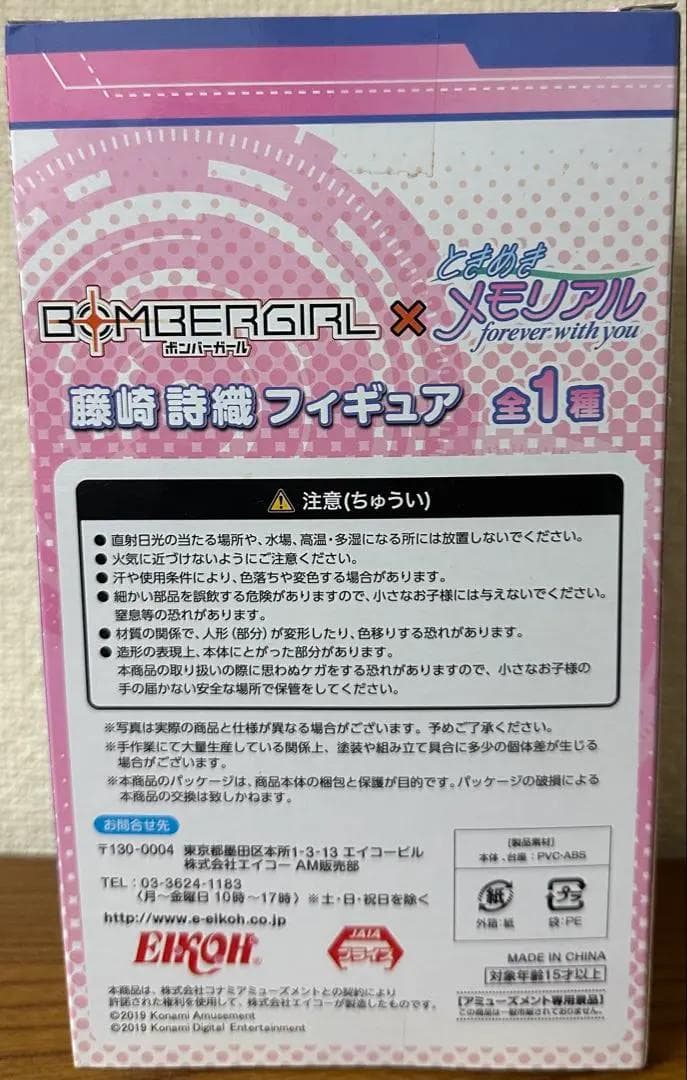 ときめき
メモリアル
forever with you
BOMBERGIRL ×
ボンバーガール
藤崎 詩織 フィギュア 全1種
注意(ちゅうい)
●直射日光の当たる場所や、水場、高温・多湿になる所には放置しないでください。
●火気に近づけないようにご注意ください。
●汗や使用条件により、色落ちや変色する場合があります。
●細かい部品を誤飲する危険がありますので、小さなお子様には与えないでください。
窒息等の恐れがあります。
●材質の関係で、人形(部分)が変形したり、色移りする恐れがあります。
●造形の表現上、本体にとがった部分があります。
本商品の取り扱いの際に思わぬケガをする恐れがありますので、小さなお子様の
手の届かない安全な場所で保管をしてください。
※写真は実際の商品と仕様が異なる場合がございます。予めご了承ください。
※手作業にて大量生産している関係上、塗装や組み立て具合に多少の個体差が生じる
場合がございます。
※本商品のパッケージは、商品本体の梱包と保護が目的です。パッケージの破損による
本商品の交換は致しかねます。
お問合せ先
〒130-0004 東京都墨田区本所1-3-13 エイコービル
株式会社エイコー AM販売部
TEL:03-3624-1183
(月〜金曜日 10時〜17時) ※土・日・祝日を除く
http://www.e-eikoh.co.jp
EIKOH®
JAIA
プライズ
本商品は、株式会社コナミアミューズメントとの契約により
許諾された権利を使用して、株式会社エイコーが製造したものです。
©2019 Konami Amusement
©2019 Konami Digital Entertainment
[製品素材]
本体、台座:PVC・ABS
紙
プラ
外箱:紙
袋:PE
MADE IN CHINA
対象年齢15才以上
【アミューズメント専用景品】
この商品は一般市販されておりません。